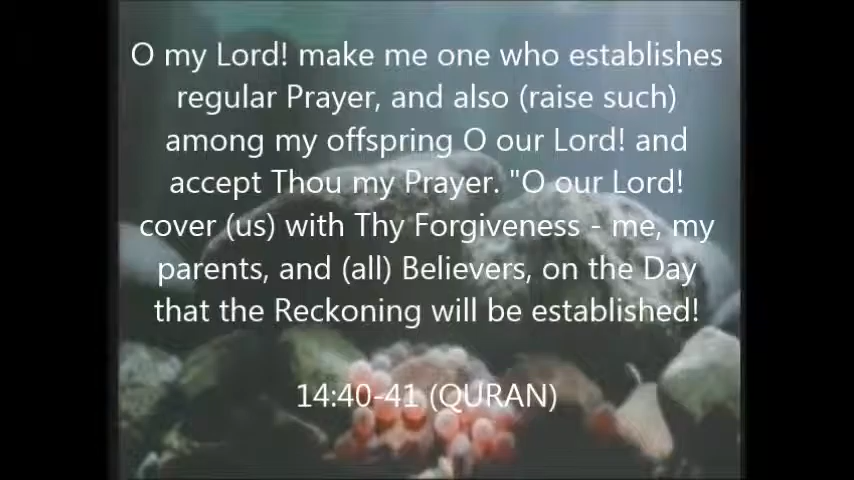 O my Lord! make me one who establishes
regular Prayer, and also (raise such)
among my offspring O our Lord! and
accept Thou my Prayer. "O our Lord!
cover (us) with Thy Forgiveness - me, my
parents, and (all) Believers, on the Day
that the Reckoning will be established!
14:40-41 (QURAN)